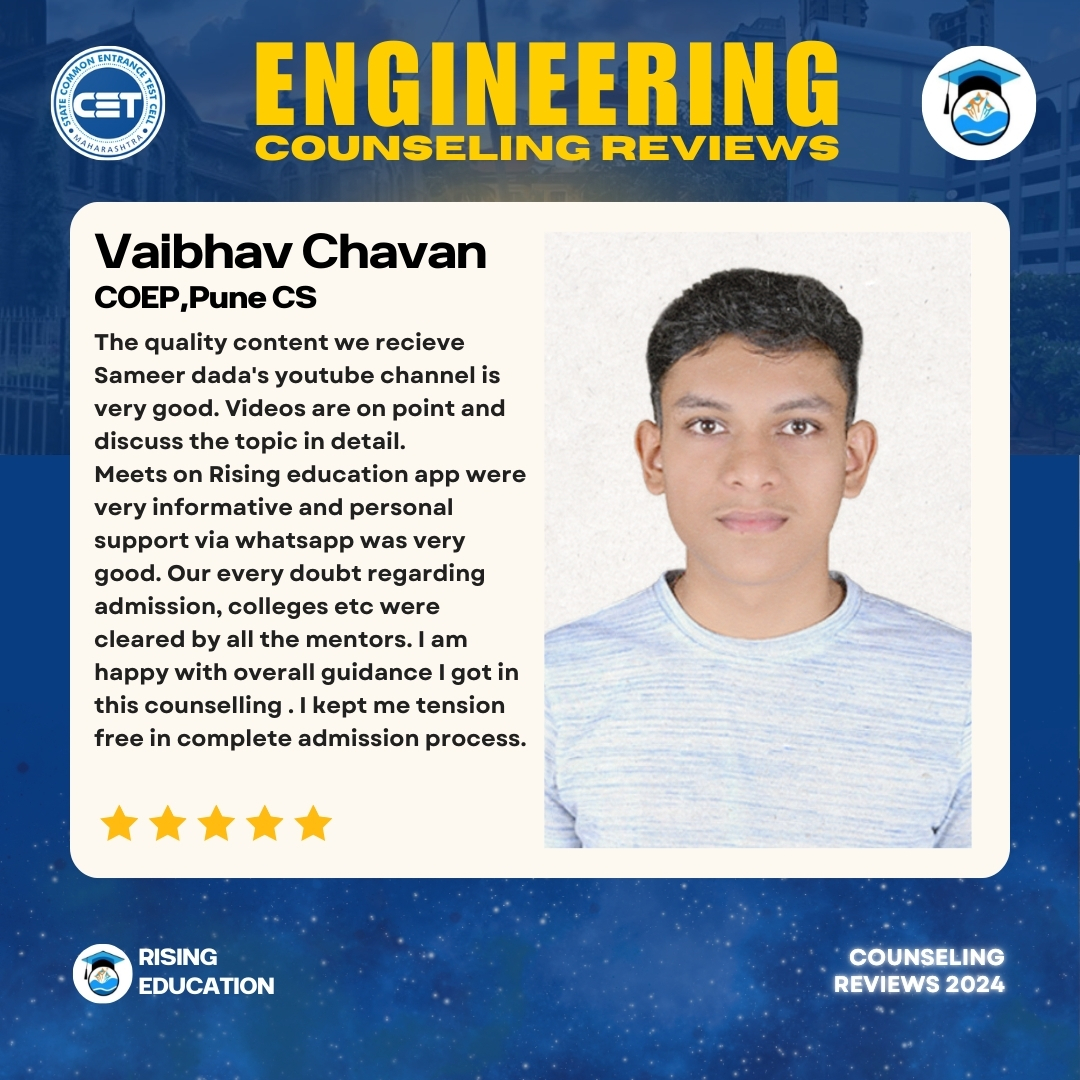 STATE COMMON ENTRANCE TEST CELL
CET
MAHARASHTRA
ENGINEERING
COUNSELING REVIEWS
Vaibhav Chavan
COEP,Pune CS
The quality content we recieve
Sameer dada's youtube channel is
very good. Videos are on point and
discuss the topic in detail.
Meets on Rising education app were
very informative and personal
support via whatsapp was very
good. Our every doubt regarding
admission, colleges etc were
cleared by all the mentors. I am
happy with overall guidance I got in
this counselling . I kept me tension
free in complete admission process.
RISING
EDUCATION
COUNSELING
REVIEWS 2024